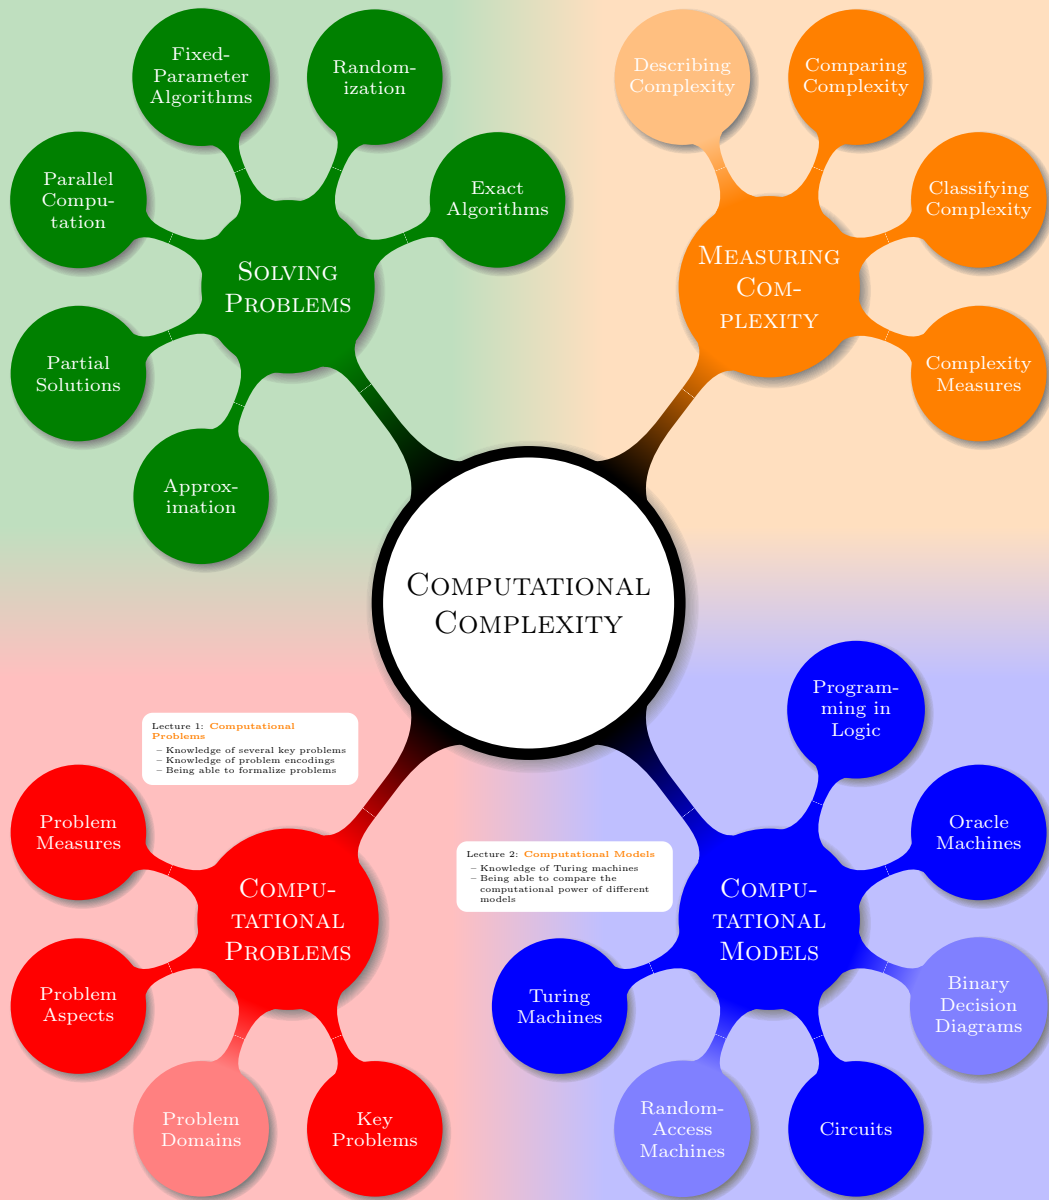 Fixed-
Parameter
Algorithms
Random-
ization
Parallel
Compu-
tation
Exact
Algorithms
Solving
Problems
Partial
Solutions
Approx-
imation
Describing
Complexity
Comparing
Complexity
Classifying
Complexity
Measuring
Com-
plexity
Complexity
Measures
Computational
Complexity
Lecture 1: Computational
Problems
– Knowledge of several key problems
– Knowledge of problem encodings
– Being able to formalize problems
Problem
Measures
Compu-
tational
Problems
Problem
Aspects
Problem
Domains
Key
Problems
Program-
ming in
Logic
Oracle
Machines
Lecture 2: Computational Models
– Knowledge of Turing machines
– Being able to compare the
computational power of different
models
Compu-
tational
Models
Turing
Machines
Binary
Decision
Diagrams
Random-
Access
Machines
Circuits